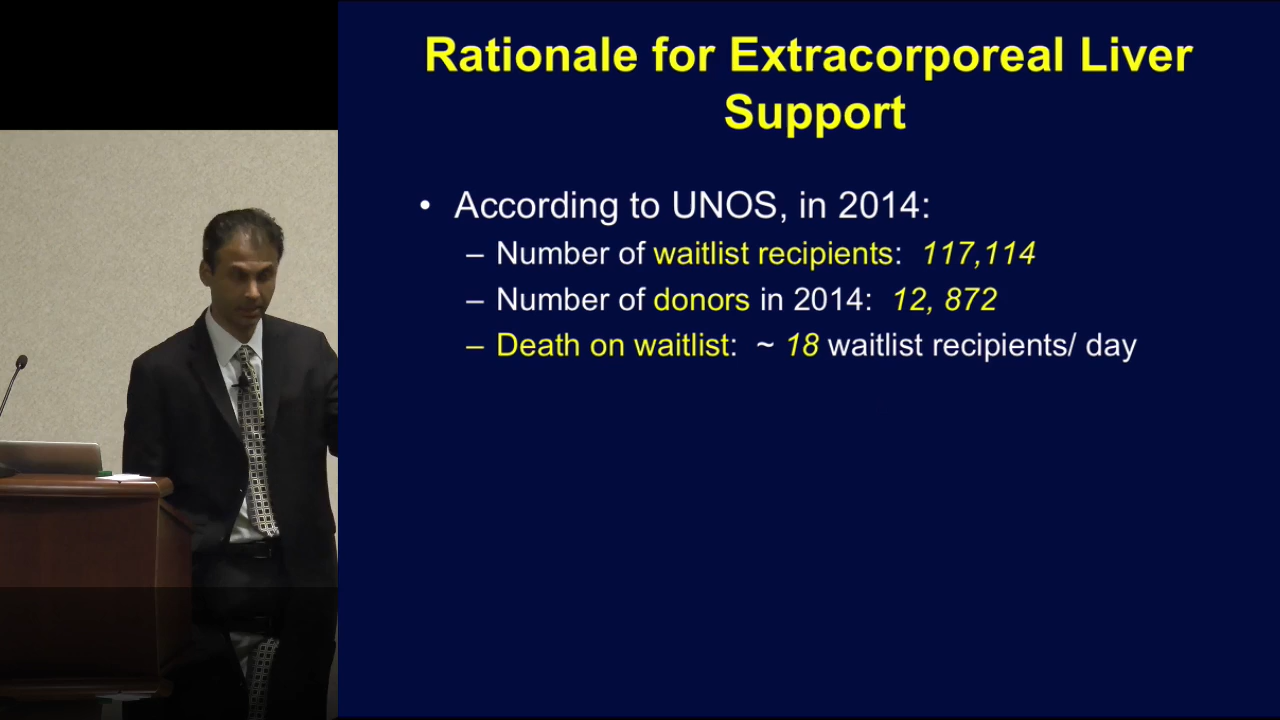 Rationale for Extracorporeal Liver
Support
• According to UNOS, in 2014:
– Number of waitlist recipients: 117,114
– Number of donors in 2014: 12, 872
– Death on waitlist: ~ 18 waitlist recipients/ day